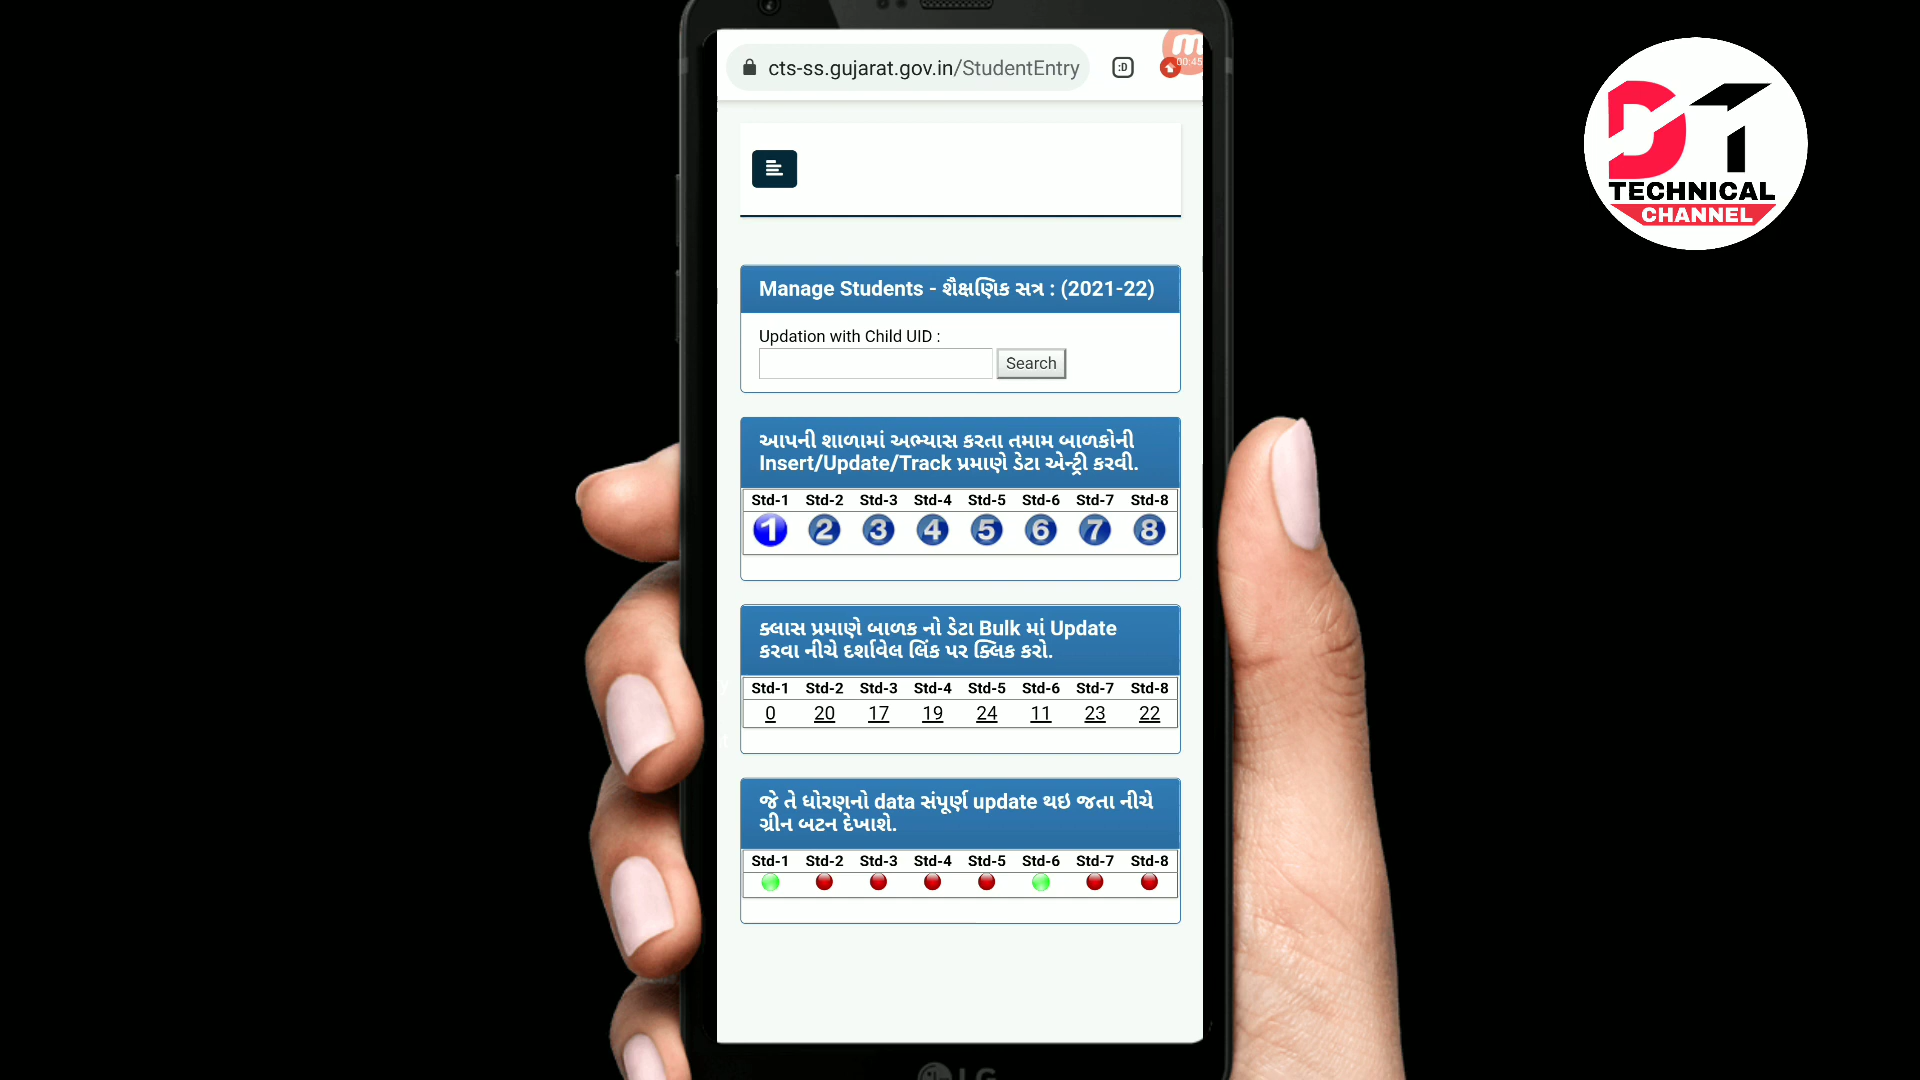 cts-ss.gujarat.gov.in/StudentEntry
:D
00:45
DT
TECHNICAL
CHANNEL
Manage Students - શૈક્ષણિક સત્ર : (2021-22)
Updation with Child UID :
Search
આપની શાળામાં અભ્યાસ કરતા તમામ બાળકોની
Insert/Update/Track પ્રમાણે ડેટા એન્ટ્રી કરવી.
Std-1 Std-2 Std-3 Std-4 Std-5 Std-6 Std-7 Std-8
1 2 3 4 5 6 7 8
ક્લાસ પ્રમાણે બાળક નો ડેટા Bulk માં Update
કરવા નીચે દર્શાવેલ લિંક પર ક્લિક કરો.
Std-1 Std-2 Std-3 Std-4 Std-5 Std-6 Std-7 Std-8
0 20 17 19 24 11 23 22
જે તે ધોરણનો data સંપૂર્ણ update થઇ જતા નીચે
ગ્રીન બટન દેખાશે.
Std-1 Std-2 Std-3 Std-4 Std-5 Std-6 Std-7 Std-8
LG